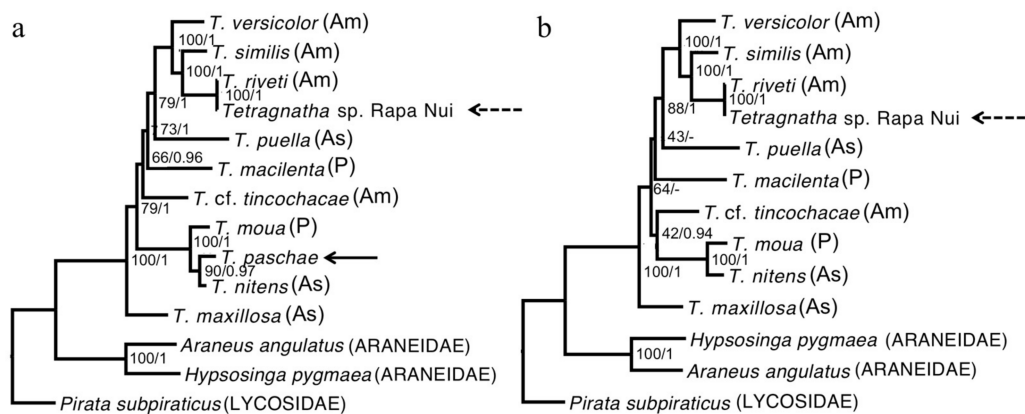 a
T. versicolor (Am)
100/1
T. similis (Am)
100/1
T. riveti (Am)
100/1
Tetragnatha sp. Rapa Nui
79/1
73/1
T. puella (As)
66/0.96
T. macilenta (P)
T. cf. tincochacae (Am)
79/1
T. moua (P)
100/1
T. paschae
100/1
90/0.97
T. nitens (As)
T. maxillosa (As)
Araneus angulatus (ARANEIDAE)
100/1
Hypsosinga pygmaea (ARANEIDAE)
Pirata subpiraticus (LYCOSIDAE)
b
T. versicolor (Am)
100/1
T. similis (Am)
100/1
T. riveti (Am)
100/1
88/1
Tetragnatha sp. Rapa Nui
43/-
T. puella (As)
T. macilenta (P)
64/-
T. cf. tincochacae (Am)
42/0.94
T. moua (P)
100/1
100/1
T. nitens (As)
T. maxillosa (As)
Hypsosinga pygmaea (ARANEIDAE)
100/1
Araneus angulatus (ARANEIDAE)
Pirata subpiraticus (LYCOSIDAE)